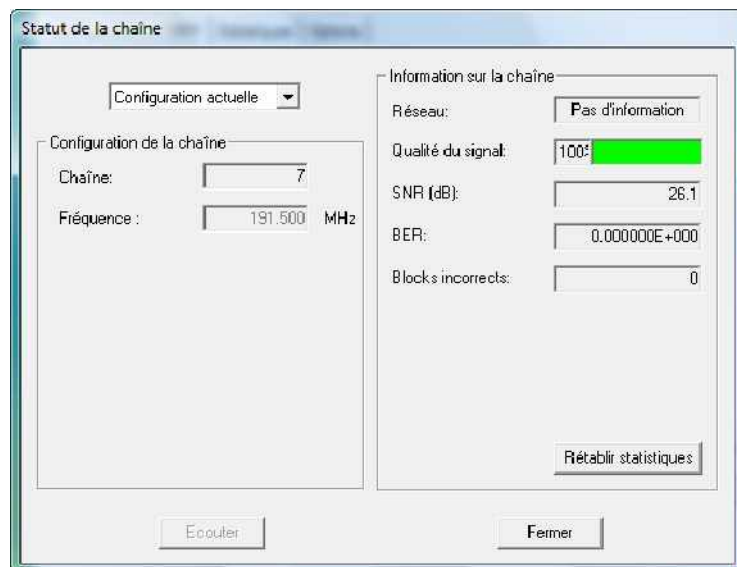 Statut de la chaîne
Configuration actuelle
Configuration de la chaîne
Chaîne: 7
Fréquence : 191.500 MHz
Information sur la chaîne
Réseau: Pas d'information
Qualité du signal: 100%
SNR (dB): 26.1
BER: 0.000000E+000
Blocks incorrects: 0
Rétablir statistiques
Ecouter
Fermer